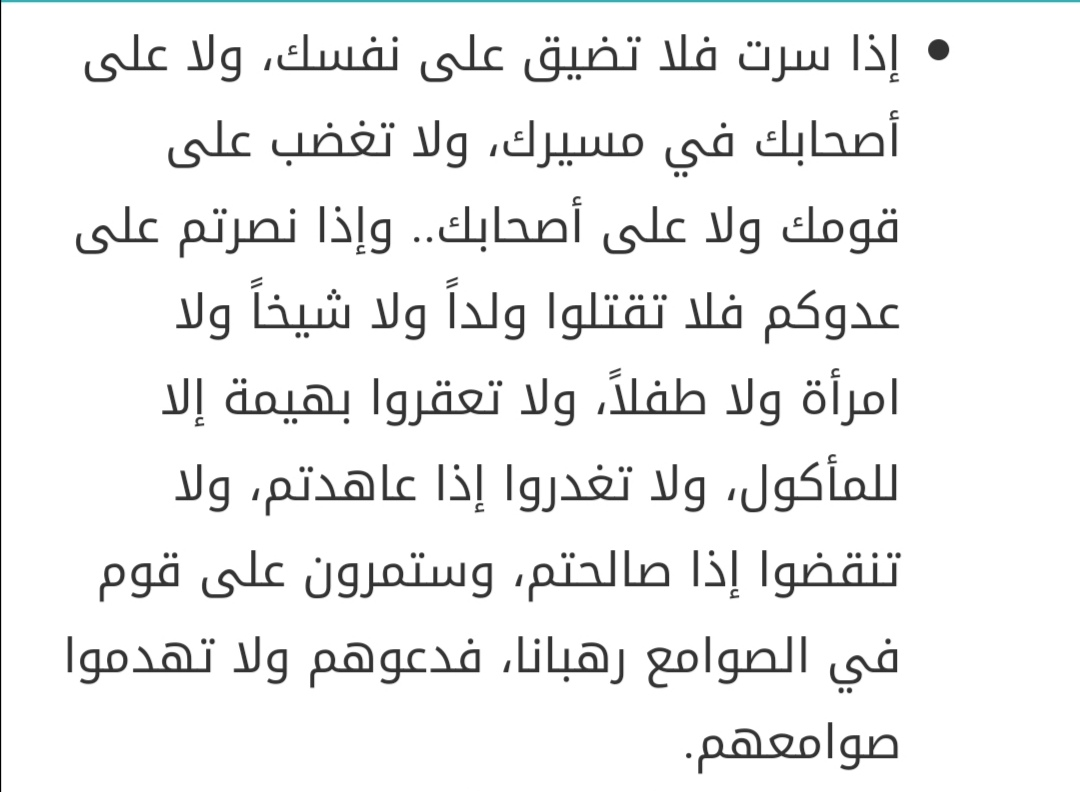 • إذا سرت فلا تضيق على نفسك، ولا على
أصحابك في مسيرك، ولا تغضب على
قومك ولا على أصحابك.. وإذا نصرتم على
عدوكم فلا تقتلوا ولداً ولا شيخاً ولا
امرأة ولا طفلاً، ولا تعقروا بهيمة إلا
للمأكول، ولا تغدروا إذا عاهدتم، ولا
تنقضوا إذا صالحتم، وستمرون على قوم
في الصوامع رهبانا، فدعوهم ولا تهدموا
صوامعهم.